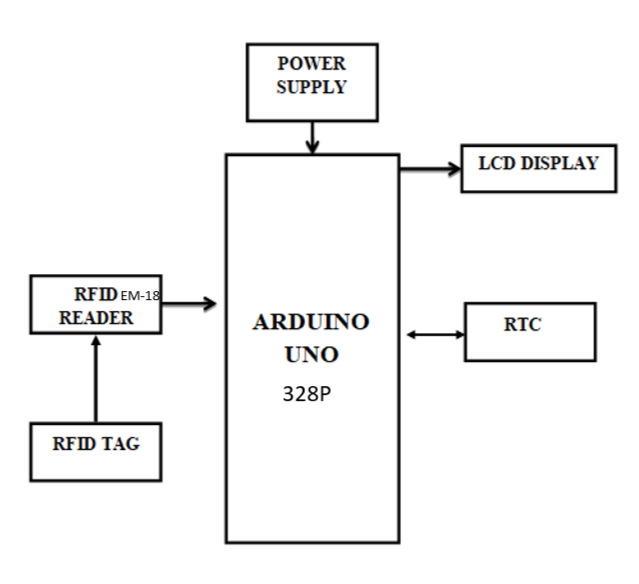 POWER
SUPPLY
LCD DISPLAY
RFID EM-18
READER
ARDUINO
UNO
328P
RTC
RFID TAG